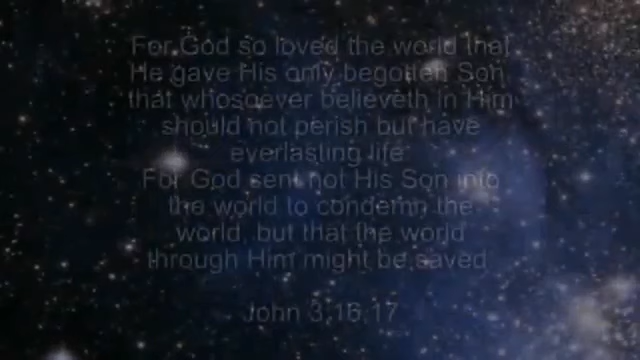 For God so loved the world that
He gave His only begotten Son
that whosoever believeth in Him
should not perish but have
everlasting life
For God sent not His Son into
the world to condemn the
world, but that the world
through Him might be saved
John 3.16.17